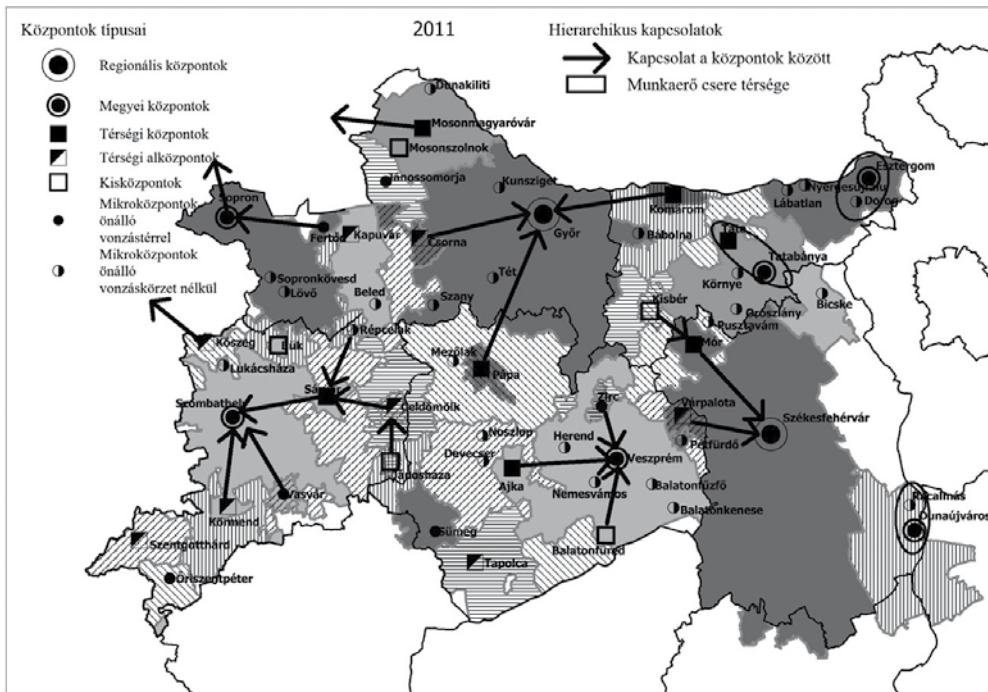 Központok típusai
2011
Hierarchikus kapcsolatok
Regionális központok
Kapcsolat a központok között
Megyei központok
Munkaerő csere térsége
Térségi központok
Térségi alközpontok
Kisközpontok
Mikroközpontok
önálló
vonzástérrel
Mikroközpontok
önálló
vonzáskörzet nélkül
Dunakiliti
Mosonmagyaróvár
Mosonszolnok
Jánossomorja
Kunsziget
Esztergom
Nyergesújfalu
Lábatlan
Dorog
Sopron
Fertőd
Kapuvár
Csorna
Győr
Komárom
Bábolna
Tata
Tatabánya
Környe
Sopronkövesd
Lövő
Beled
Szany
Tét
Kisbér
Oroszlány
Bicske
Pusztavám
Mór
Kőszeg
Bük
Répcelak
Lukácsháza
Mezőlak
Pápa
Sárvár
Celldömölk
Szombathely
Zirc
Várpalota
Székesfehérvár
Noszlop
Herend
Pétfürdő
Devecser
Veszprém
Ajka
Jánosháza
Nemesvámos
Balatonfűzfő
Vasvár
Körmend
Balatonkenese
Rácalmás
Dunaújváros
Sümeg
Szentgotthárd
Balatonfüred
Tapolca
Őriszentpéter